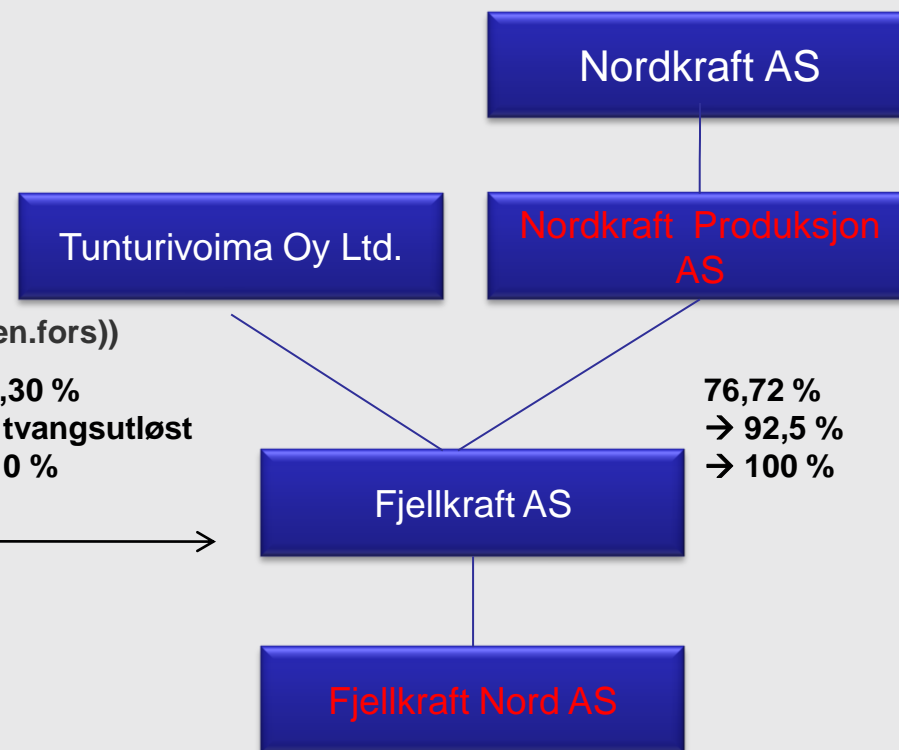 Nordkraft AS
Tunturivoima Oy Ltd.
Nordkraft Produksjon
AS
en.fors))
,30 %
tvangsutløst
0 %
76,72 %
→ 92,5 %
→ 100 %
Fjellkraft AS
Fjellkraft Nord AS